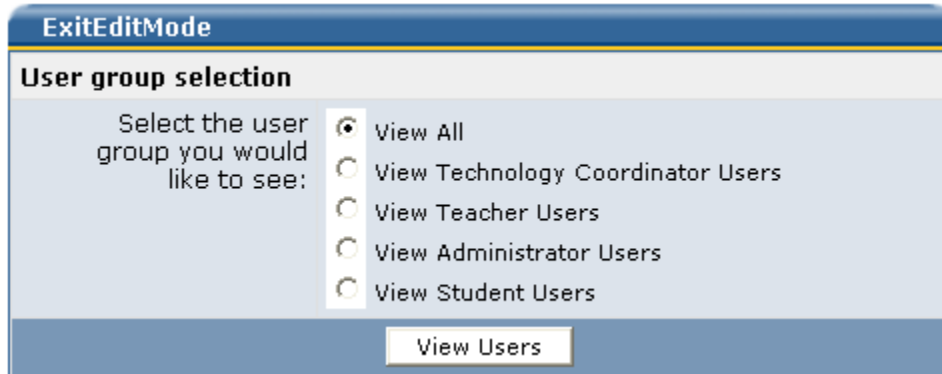 ExitEditMode
User group selection
Select the user
group you would
like to see:
View All
View Technology Coordinator Users
View Teacher Users
View Administrator Users
View Student Users
View Users